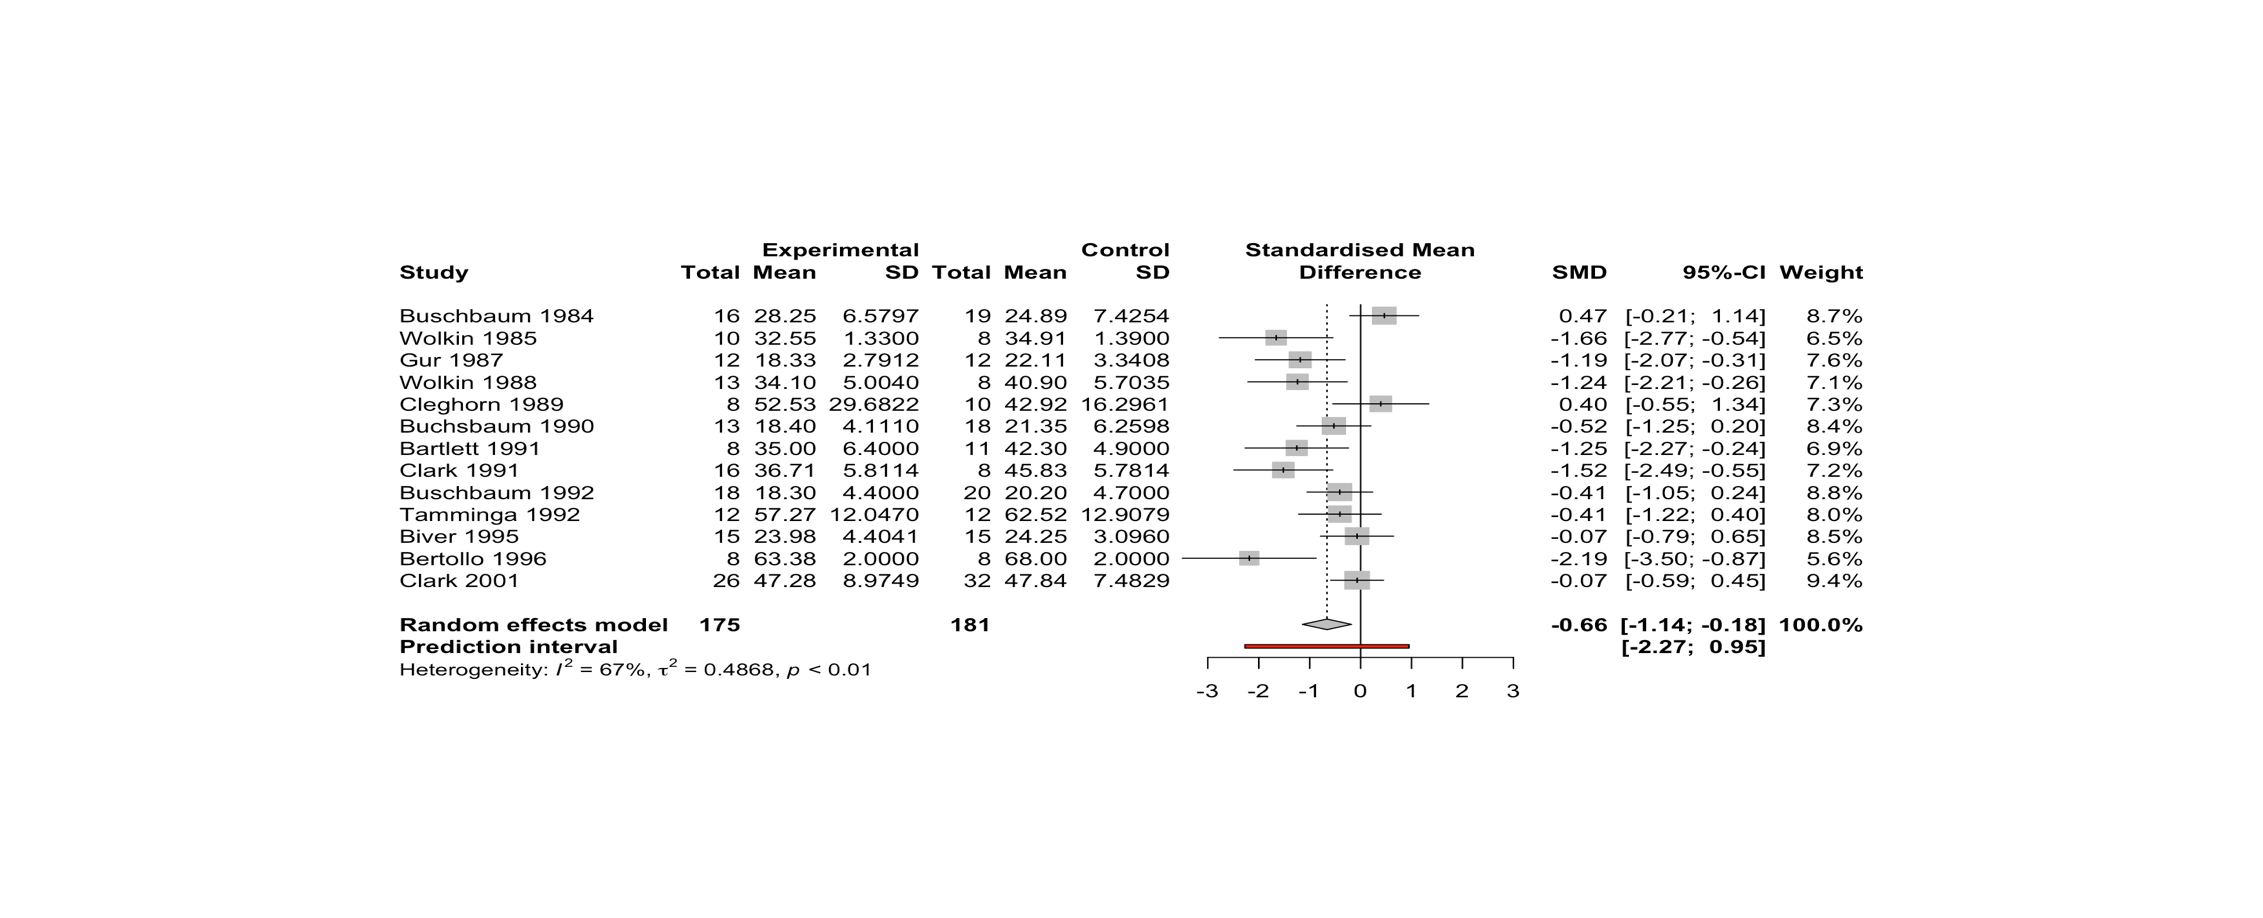 Experimental Control Standardised Mean
Study Total Mean SD Total Mean SD Difference SMD 95%-CI Weight
Buschbaum 1984 16 28.25 6.5797 19 24.89 7.4254 0.47 [-0.21; 1.14] 8.7%
Wolkin 1985 10 32.55 1.3300 8 34.91 1.3900 -1.66 [-2.77; -0.54] 6.5%
Gur 1987 12 18.33 2.7912 12 22.11 3.3408 -1.19 [-2.07; -0.31] 7.6%
Wolkin 1988 13 34.10 5.0040 8 40.90 5.7035 -1.24 [-2.21; -0.26] 7.1%
Cleghorn 1989 8 52.53 29.6822 10 42.92 16.2961 0.40 [-0.55; 1.34] 7.3%
Buchsbaum 1990 13 18.40 4.1110 18 21.35 6.2598 -0.52 [-1.25; 0.20] 8.4%
Bartlett 1991 8 35.00 6.4000 11 42.30 4.9000 -1.25 [-2.27; -0.24] 6.9%
Clark 1991 16 36.71 5.8114 8 45.83 5.7814 -1.52 [-2.49; -0.55] 7.2%
Buschbaum 1992 18 18.30 4.4000 20 20.20 4.7000 -0.41 [-1.05; 0.24] 8.8%
Tamminga 1992 12 57.27 12.0470 12 62.52 12.9079 -0.41 [-1.22; 0.40] 8.0%
Biver 1995 15 23.98 4.4041 15 24.25 3.0960 -0.07 [-0.79; 0.65] 8.5%
Bertollo 1996 8 63.38 2.0000 8 68.00 2.0000 -2.19 [-3.50; -0.87] 5.6%
Clark 2001 26 47.28 8.9749 32 47.84 7.4829 -0.07 [-0.59; 0.45] 9.4%
Random effects model 175 181 -0.66 [-1.14; -0.18] 100.0%
Prediction interval [-2.27; 0.95]
Heterogeneity: I² = 67%, τ² = 0.4868, p < 0.01
-3 -2 -1 0 1 2 3